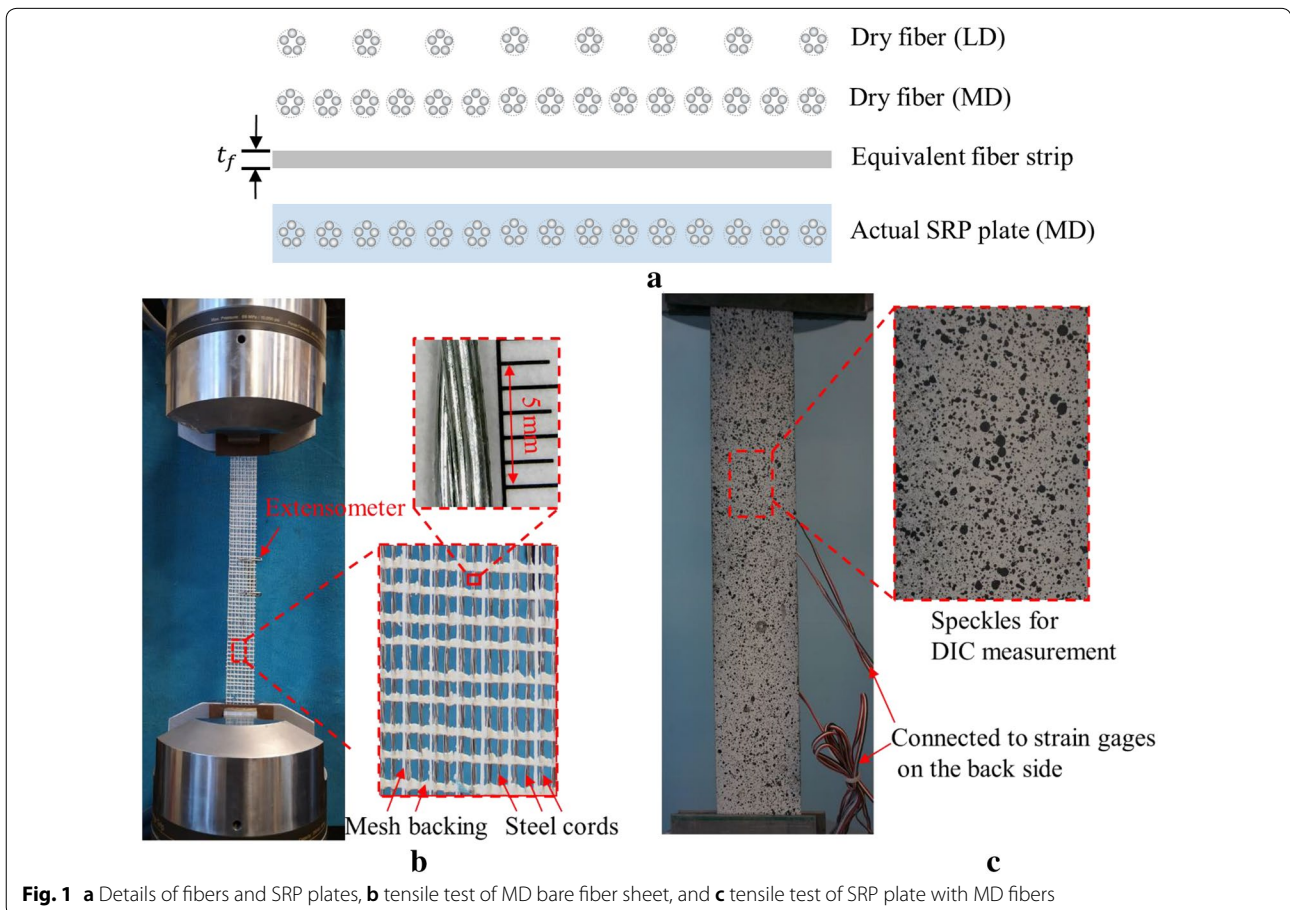 Dry fiber (LD)
Dry fiber (MD)
t_f
Equivalent fiber strip
Actual SRP plate (MD)
a
5 mm
Extensometer
Speckles for
DIC measurement
Connected to strain gages
on the back side
Mesh backing
Steel cords
b
c
Fig. 1 a Details of fibers and SRP plates, b tensile test of MD bare fiber sheet, and c tensile test of SRP plate with MD fibers